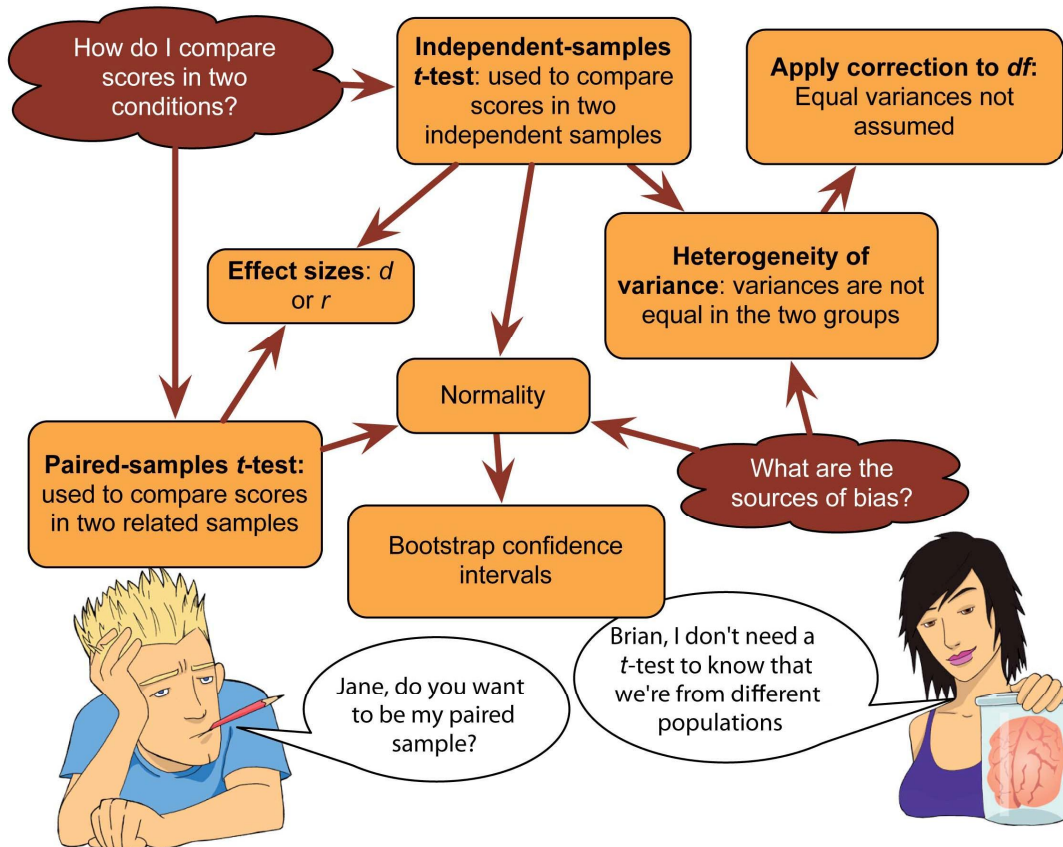 How do I compare
scores in two
conditions?
Independent-samples
t-test: used to compare
scores in two
independent samples
Apply correction to df:
Equal variances not
assumed
Effect sizes: d
or r
Heterogeneity of
variance: variances are not
equal in the two groups
Normality
Paired-samples t-test:
used to compare scores
in two related samples
What are the
sources of bias?
Bootstrap confidence
intervals
Jane, do you want
to be my paired
sample?
Brian, I don't need a
t-test to know that
we're from different
populations